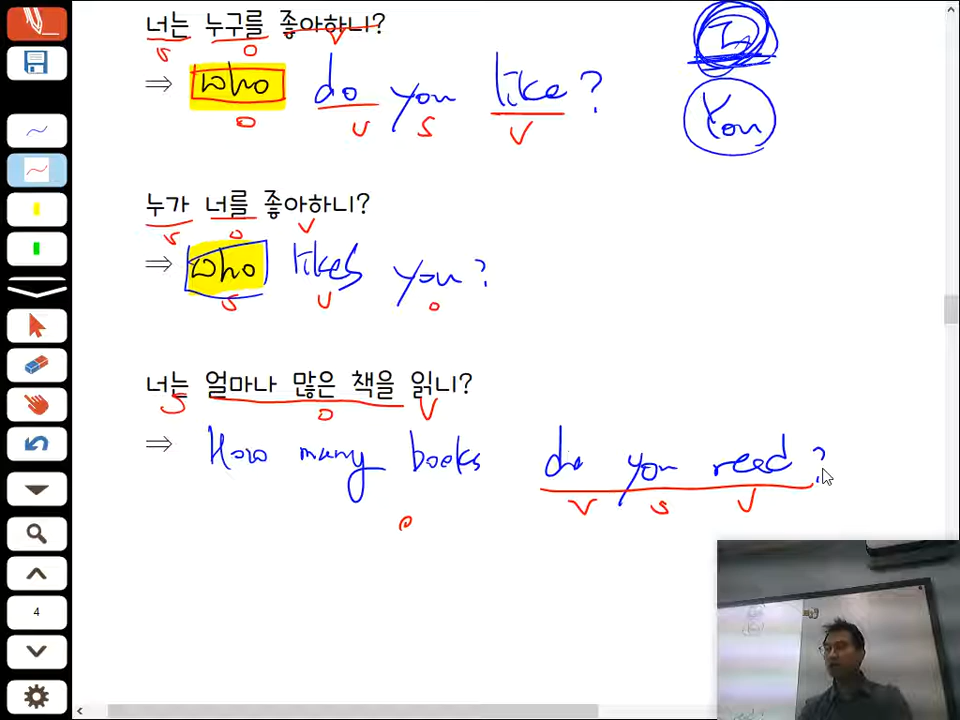 너는 누구를 좋아하니?
S O V
⇒ who do you like?
O V S V
You
누가 너를 좋아하니?
S O V
⇒ who likes you?
S V O
너는 얼마나 많은 책을 읽니?
S O V
⇒ How many books do you read?
O V S V
4